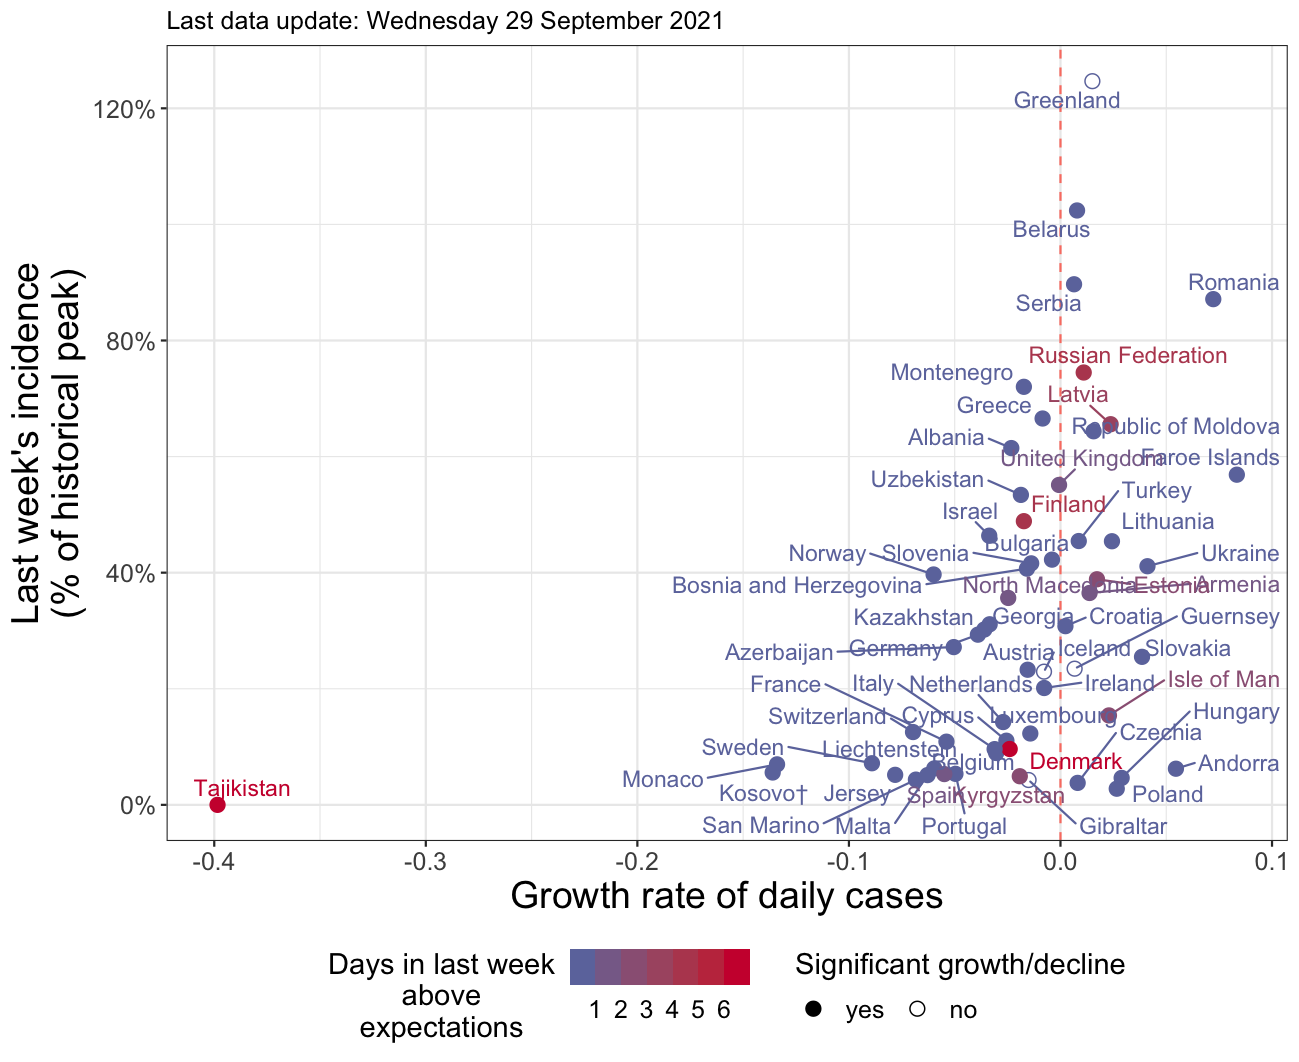 Last data update: Wednesday 29 September 2021
Last week's incidence
(% of historical peak)
120%
80%
40%
0%
Greenland
Belarus
Romania
Serbia
Russian Federation
Montenegro
Latvia
Greece
Republic of Moldova
Albania
United Kingdom
Faroe Islands
Uzbekistan
Turkey
Finland
Israel
Lithuania
Bulgaria
Norway
Slovenia
Ukraine
Bosnia and Herzegovina
North Macedonia
Estonia
Armenia
Kazakhstan
Georgia
Croatia
Guernsey
Azerbaijan
Germany
Austria
Iceland
Slovakia
France
Italy
Netherlands
Ireland
Isle of Man
Switzerland
Cyprus
Luxembourg
Hungary
Czechia
Sweden
Liechtenstein
Belgium
Denmark
Andorra
Monaco
Tajikistan
Kosovo†
Jersey
Spain
Kyrgyzstan
Poland
San Marino
Malta
Portugal
Gibraltar
-0.4
-0.3
-0.2
-0.1
0.0
0.1
Growth rate of daily cases
Days in last week
above
expectations
1 2 3 4 5 6
Significant growth/decline
yes
no